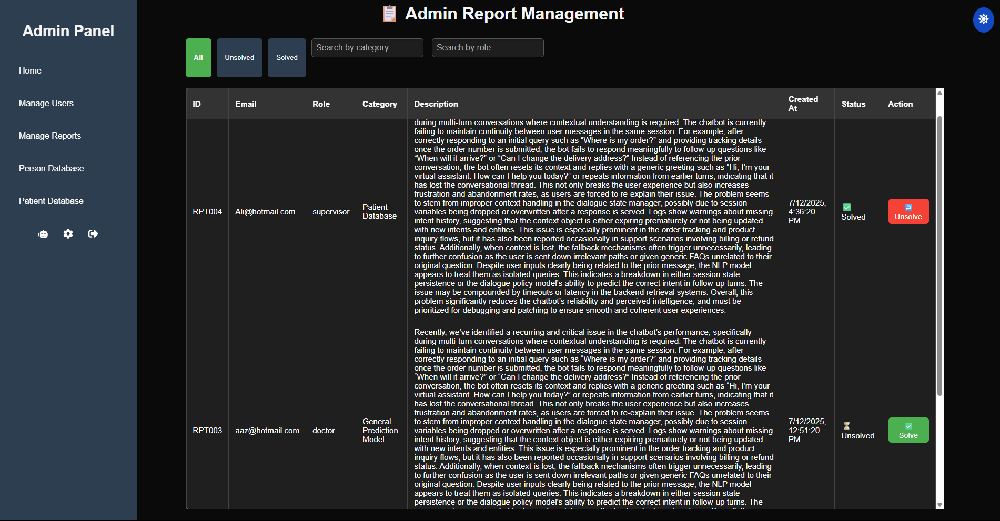 Admin Panel
Home
Manage Users
Manage Reports
Person Database
Patient Database
Admin Report Management
All
Unsolved
Solved
Search by category...
Search by role...
ID
Email
Role
Category
Description
Created
At
Status
Action
RPT004
Ali@hotmail.com
supervisor
Patient
Database
during multi-turn conversations where contextual understanding is required. The chatbot is currently
failing to maintain continuity between user messages in the same session. For example, after
correctly responding to an initial query such as “Where is my order?” and providing tracking details
once the order number is submitted, the bot fails to respond meaningfully to follow-up questions like
“When will it arrive?” or “Can I change the delivery address?” Instead of referencing the prior
conversation, the bot often resets its context and replies with a generic greeting such as “Hi, I’m your
virtual assistant. How can I help you today?” or repeats information from earlier turns, indicating that it
has lost the conversational thread. This not only breaks the user experience but also increases
frustration and abandonment rates, as users are forced to re-explain their issue. The problem seems
to stem from improper context handling in the dialogue state manager, possibly due to session
variables being dropped or overwritten after a response is served. Logs show warnings about missing
intent history, suggesting that the context object is either expiring prematurely or not being updated
with new intents and entities. This issue is especially prominent in the order tracking and product
inquiry flows, but it has also been reported occasionally in support scenarios involving billing or refund
status. Additionally, when context is lost, the fallback mechanisms often trigger unnecessarily, leading
to further confusion as the user is sent down irrelevant paths or given generic FAQs unrelated to their
original question. Despite user inputs clearly being related to the prior message, the NLP model
appears to treat them as isolated queries. This indicates a breakdown in either session state
persistence or the dialogue policy model's ability to predict the correct intent in follow-up turns. The
issue may be compounded by timeouts or latency in the backend retrieval systems. Overall, this
problem significantly reduces the chatbot’s reliability and perceived intelligence, and must be
prioritized for debugging and patching to ensure smooth and coherent user experiences.
7/12/2025,
4:36:20
PM
Solved
Unsolve
RPT003
aaz@hotmail.com
doctor
General
Prediction
Model
Recently, we’ve identified a recurring and critical issue in the chatbot’s performance, specifically
during multi-turn conversations where contextual understanding is required. The chatbot is currently
failing to maintain continuity between user messages in the same session. For example, after
correctly responding to an initial query such as “Where is my order?” and providing tracking details
once the order number is submitted, the bot fails to respond meaningfully to follow-up questions like
“When will it arrive?” or “Can I change the delivery address?” Instead of referencing the prior
conversation, the bot often resets its context and replies with a generic greeting such as “Hi, I’m your
virtual assistant. How can I help you today?” or repeats information from earlier turns, indicating that it
has lost the conversational thread. This not only breaks the user experience but also increases
frustration and abandonment rates, as users are forced to re-explain their issue. The problem seems
to stem from improper context handling in the dialogue state manager, possibly due to session
variables being dropped or overwritten after a response is served. Logs show warnings about missing
intent history, suggesting that the context object is either expiring prematurely or not being updated
with new intents and entities. This issue is especially prominent in the order tracking and product
inquiry flows, but it has also been reported occasionally in support scenarios involving billing or refund
status. Additionally, when context is lost, the fallback mechanisms often trigger unnecessarily, leading
to further confusion as the user is sent down irrelevant paths or given generic FAQs unrelated to their
original question. Despite user inputs clearly being related to the prior message, the NLP model
appears to treat them as isolated queries. This indicates a breakdown in either session state
persistence or the dialogue policy model's ability to predict the correct intent in follow-up turns. The
7/12/2025,
12:51:20
PM
Unsolved
Solve